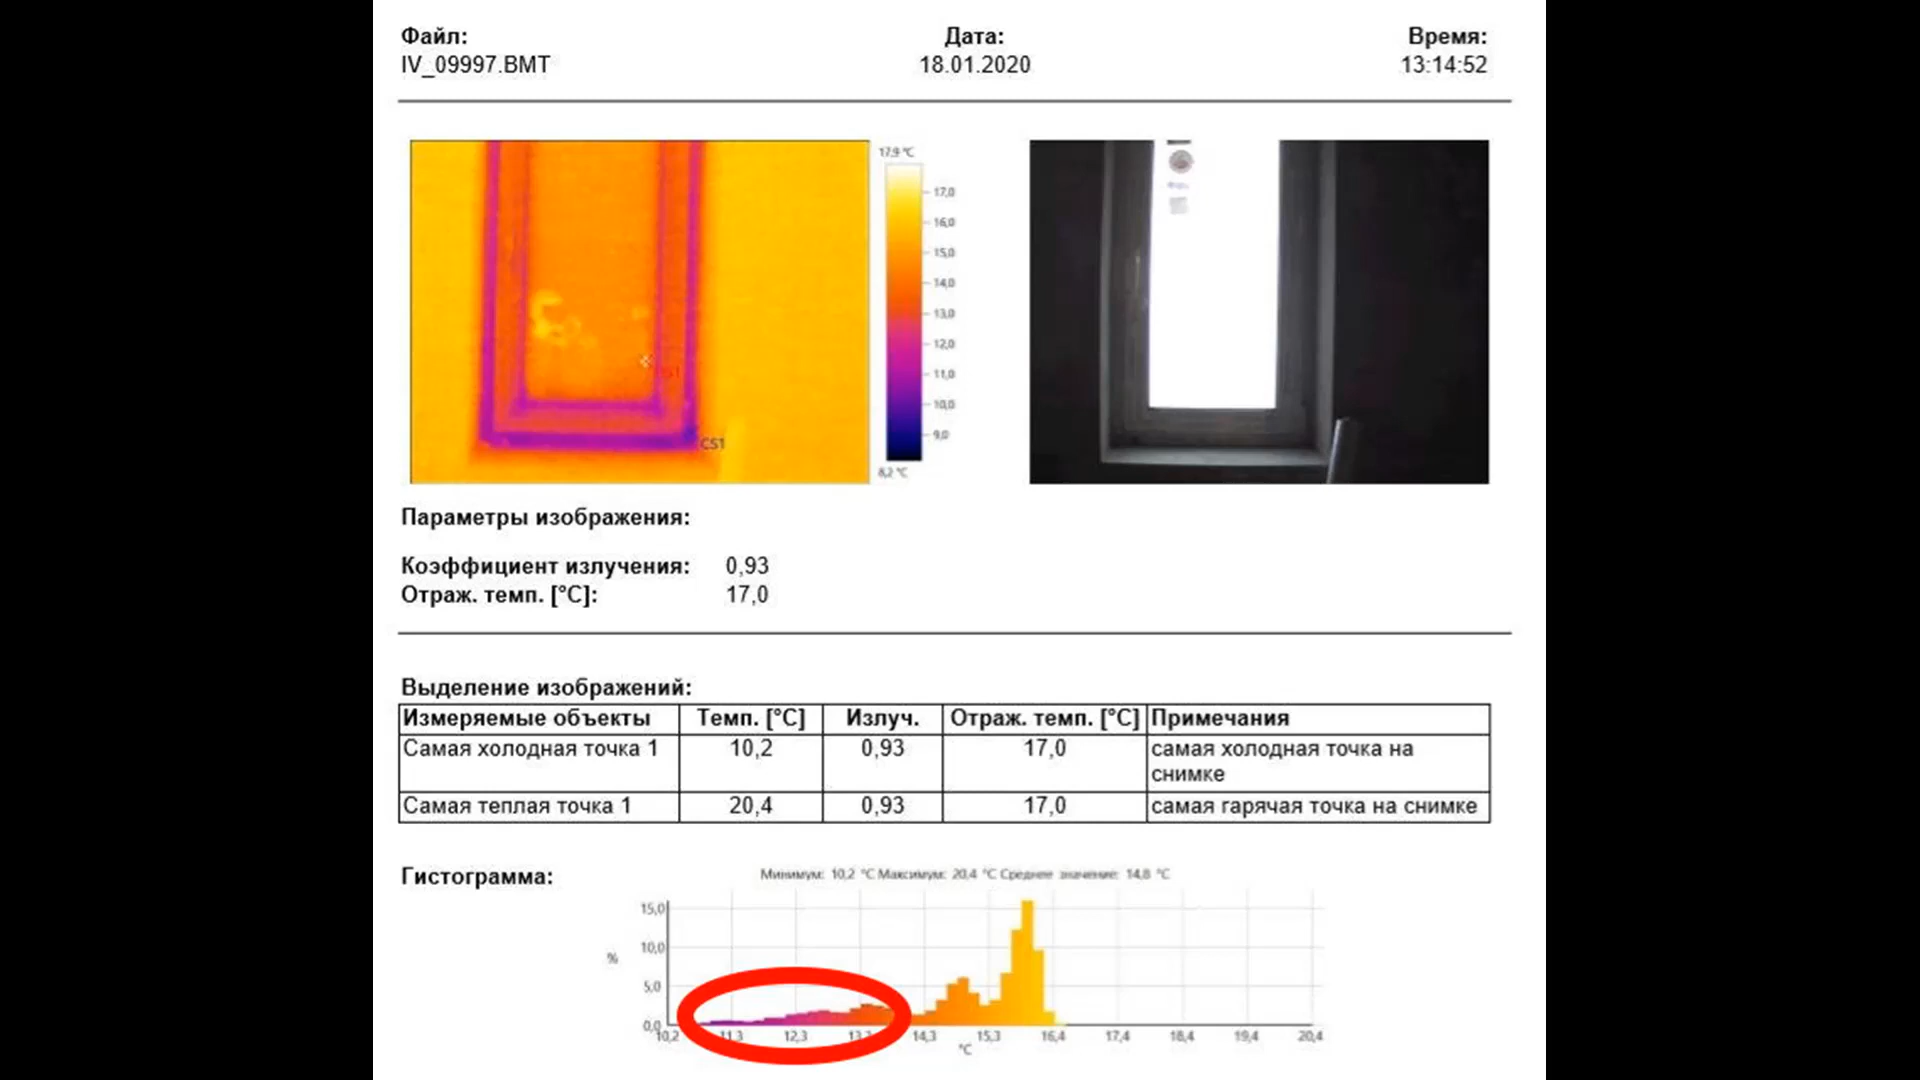 Файл:
Дата:
Время:
IV_09997.BMT
18.01.2020
13:14:52
17,9 °C
17,0
16,0
15,0
14,0
13,0
12,0
11,0
10,0
9,0
8,2 °C
CS1
Параметры изображения:
Коэффициент излучения: 0,93
Отраж. темп. [°C]: 17,0
Выделение изображений:
Измеряемые объекты Темп. [°C] Излуч. Отраж. темп. [°C] Примечания
Самая холодная точка 1 10,2 0,93 17,0 самая холодная точка на
снимке
Самая теплая точка 1 20,4 0,93 17,0 самая гарячая точка на снимке
Гистограмма:
Минимум: 10,2 °C Максимум: 20,4 °C Среднее значение: 14,8 °C
15,0
10,0
%
5,0
0,0
10,2 11,3 12,3 14,3 15,3 16,4 17,4 18,4 19,4 20,4
°C